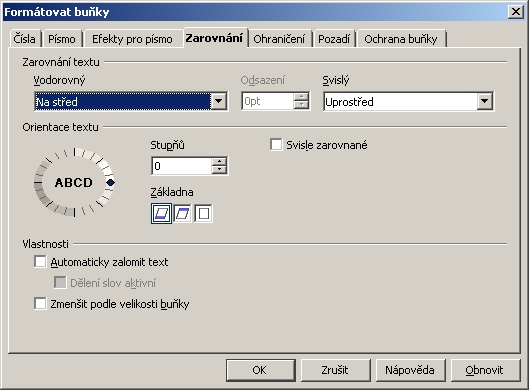 Formátovat buňky
Čísla Písmo Efekty pro písmo Zarovnání Ohraničení Pozadí Ochrana buňky
Zarovnání textu
Vodorovný Odsazení Svislý
Na střed 0pt Uprostřed
Orientace textu
Stupňů Svisle zarovnané
ABCD 0
Základna
Vlastnosti
Automaticky zalomit text
Dělení slov aktivní
Zmenšit podle velikosti buňky
OK Zrušit Nápověda Obnovit